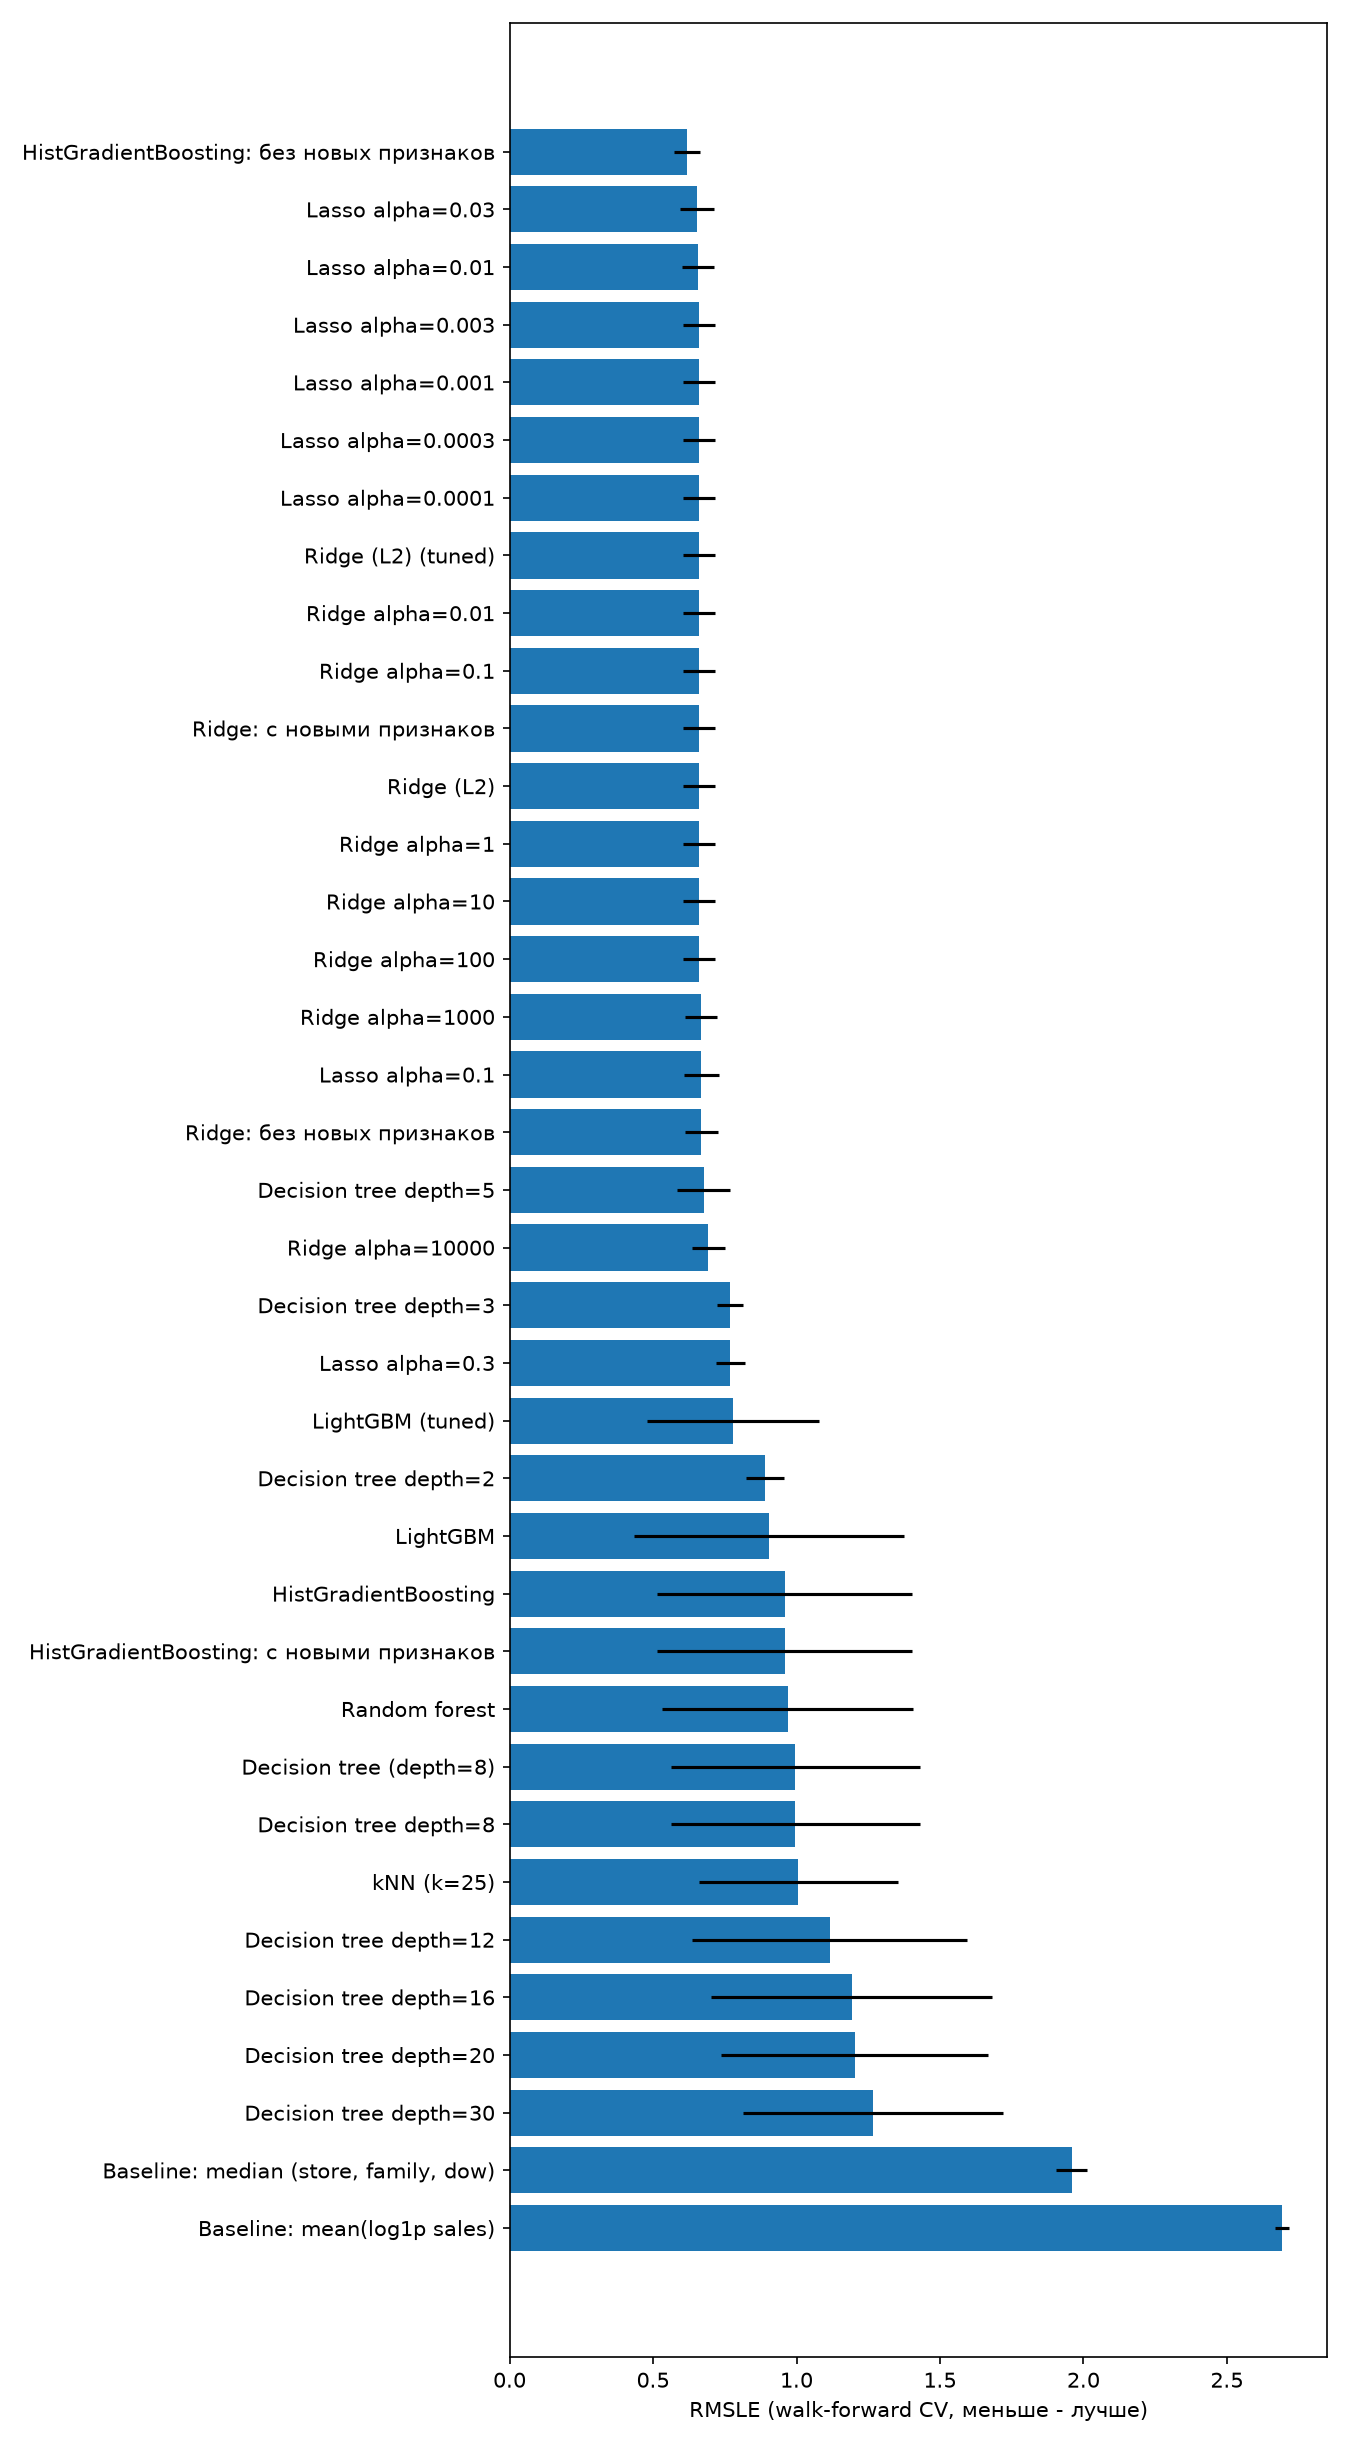 HistGradientBoosting: без новых признаков
Lasso alpha=0.03
Lasso alpha=0.01
Lasso alpha=0.003
Lasso alpha=0.001
Lasso alpha=0.0003
Lasso alpha=0.0001
Ridge (L2) (tuned)
Ridge alpha=0.01
Ridge alpha=0.1
Ridge: с новыми признаков
Ridge (L2)
Ridge alpha=1
Ridge alpha=10
Ridge alpha=100
Ridge alpha=1000
Lasso alpha=0.1
Ridge: без новых признаков
Decision tree depth=5
Ridge alpha=10000
Decision tree depth=3
Lasso alpha=0.3
LightGBM (tuned)
Decision tree depth=2
LightGBM
HistGradientBoosting
HistGradientBoosting: с новыми признаков
Random forest
Decision tree (depth=8)
Decision tree depth=8
kNN (k=25)
Decision tree depth=12
Decision tree depth=16
Decision tree depth=20
Decision tree depth=30
Baseline: median (store, family, dow)
Baseline: mean(log1p sales)
0.0 0.5 1.0 1.5 2.0 2.5
RMSLE (walk-forward CV, меньше - лучше)